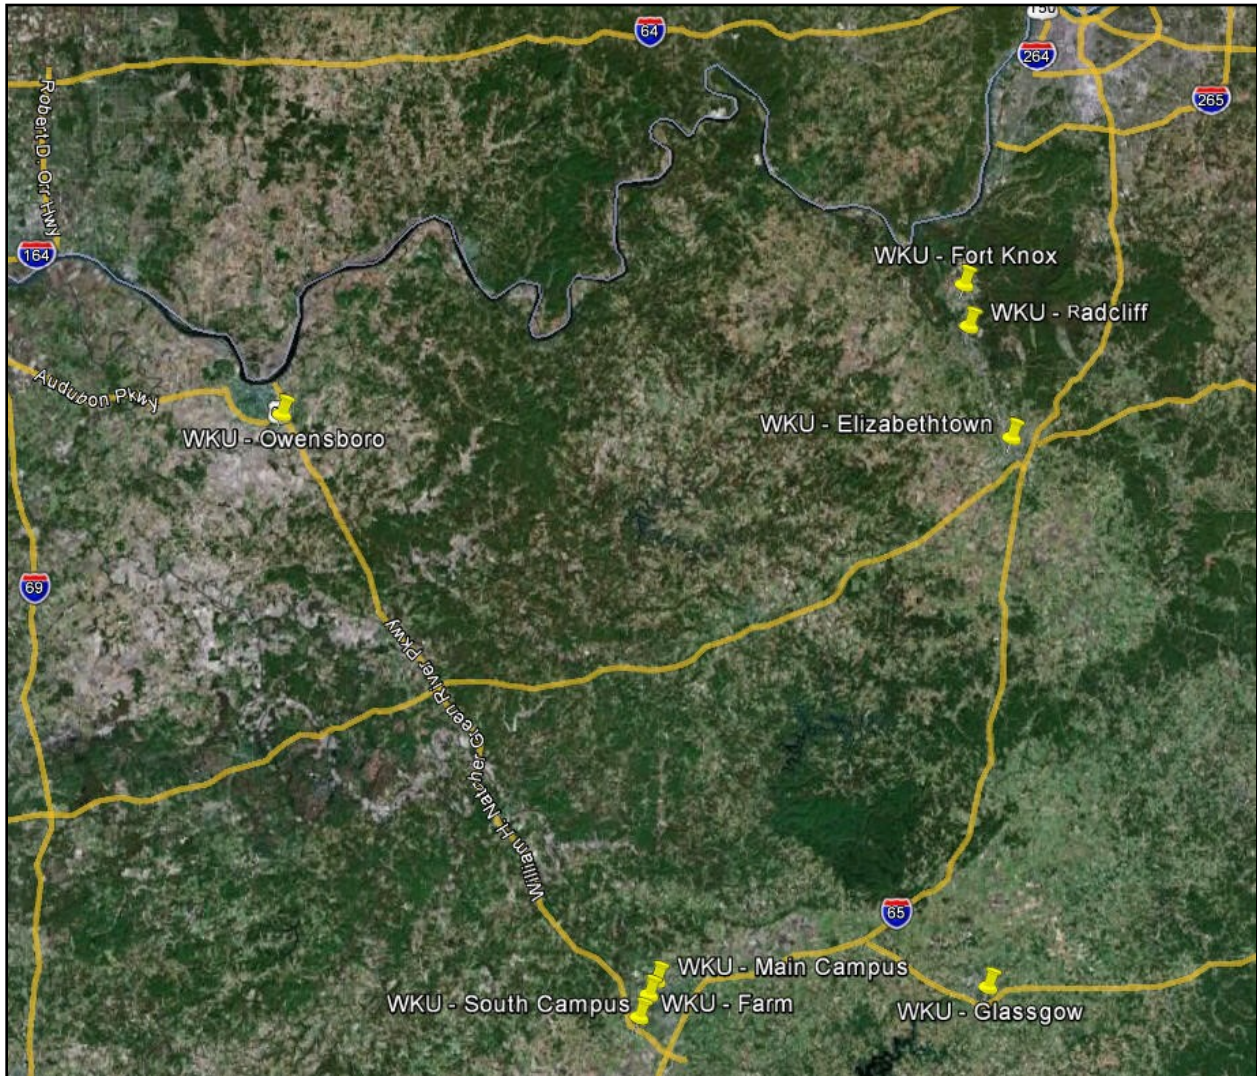 150
64
264
265
Robert D. Orr Hwy
164
WKU - Fort Knox
WKU - Radcliff
Audubon Pkwy
WKU - Owensboro
WKU - Elizabethtown
69
William H. Natcher Green River Pkwy
65
WKU - Main Campus
WKU - South Campus
WKU - Farm
WKU - Glassgow